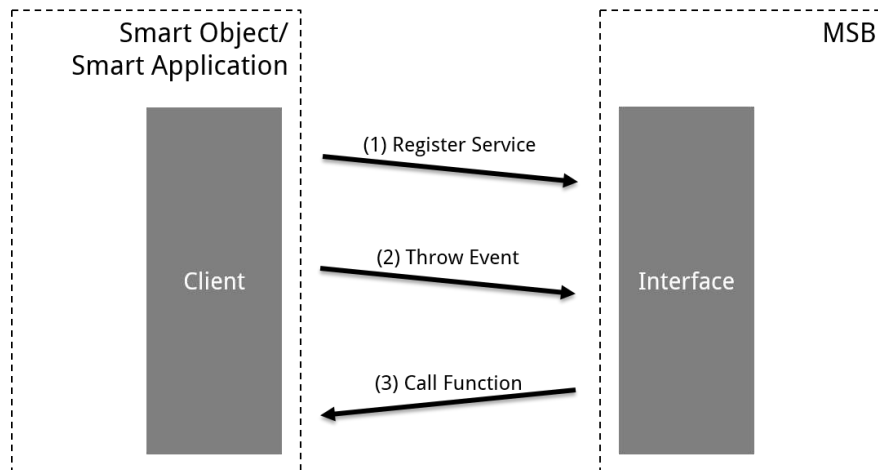 Smart Object/
Smart Application
MSB
(1) Register Service
(2) Throw Event
Client
Interface
(3) Call Function